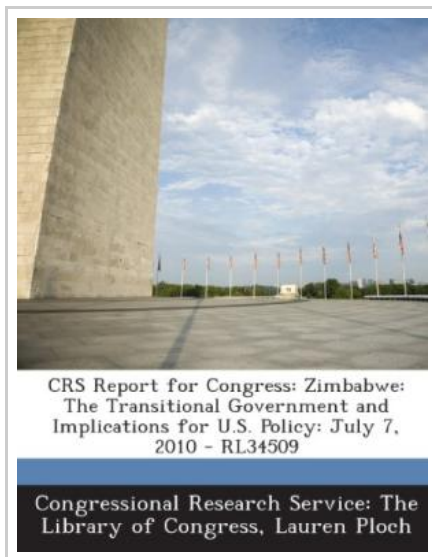 CRS Report for Congress: Zimbabwe:
The Transitional Government and
Implications for U.S. Policy: July 7,
2010 - RL34509
Congressional Research Service: The
Library of Congress, Lauren Ploch